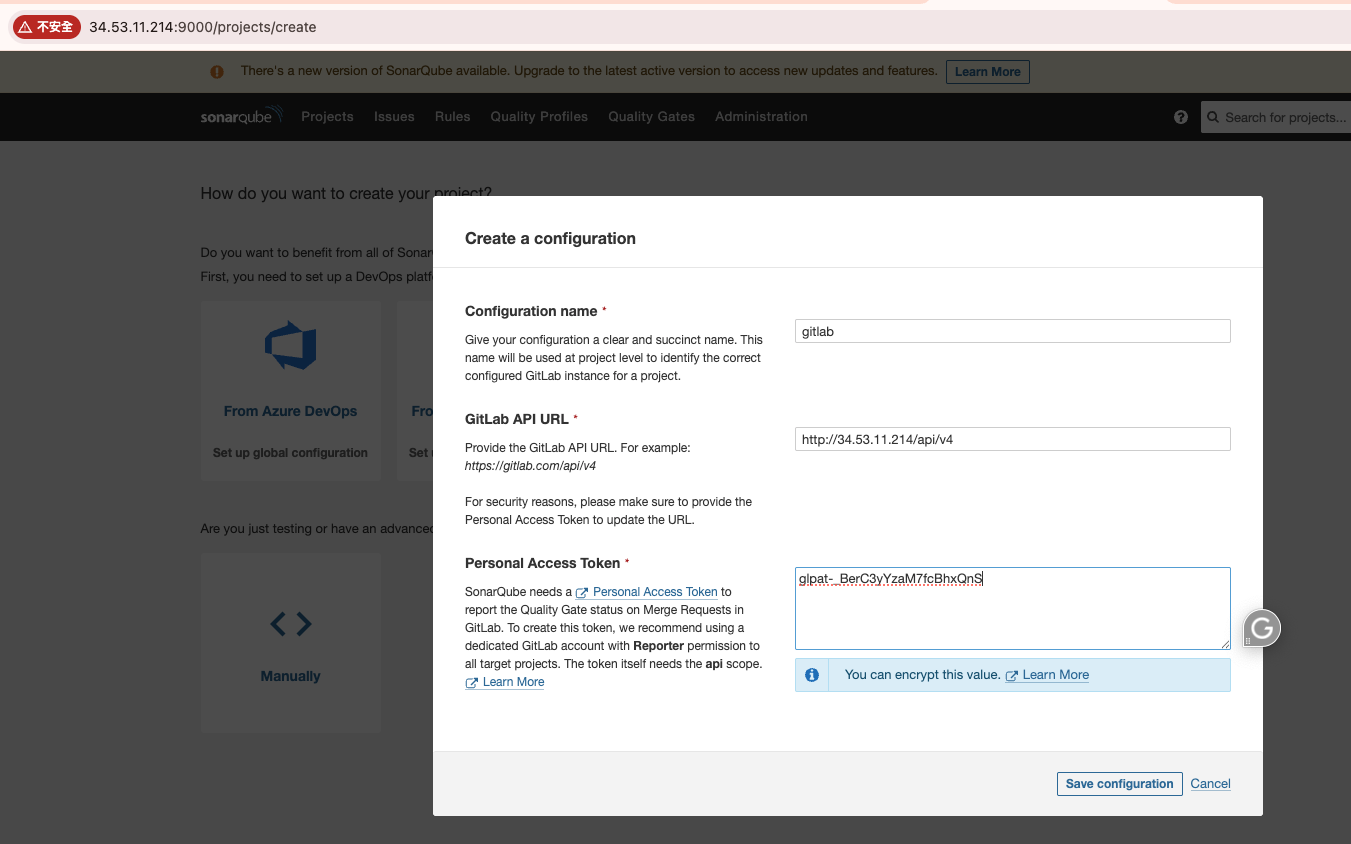 不安全
34.53.11.214:9000/projects/create
There's a new version of SonarQube available. Upgrade to the latest active version to access new updates and features. Learn More
sonarqube Projects Issues Rules Quality Profiles Quality Gates Administration ? Search for projects...
How do you want to create your project?
Do you want to benefit from all of Sonar
First, you need to set up a DevOps platf
From Azure DevOps
Set up global configuration
Fro
Set
Are you just testing or have an advanced
Manually
Create a configuration
Configuration name *
Give your configuration a clear and succinct name. This
name will be used at project level to identify the correct
configured GitLab instance for a project.
gitlab
GitLab API URL *
Provide the GitLab API URL. For example:
https://gitlab.com/api/v4
For security reasons, please make sure to provide the
Personal Access Token to update the URL.
http://34.53.11.214/api/v4
Personal Access Token *
SonarQube needs a Personal Access Token to
report the Quality Gate status on Merge Requests in
GitLab. To create this token, we recommend using a
dedicated GitLab account with Reporter permission to
all target projects. The token itself needs the api scope.
Learn More
glpat-_BerC3yYzaM7fcBhxQnS
You can encrypt this value. Learn More
Save configuration Cancel